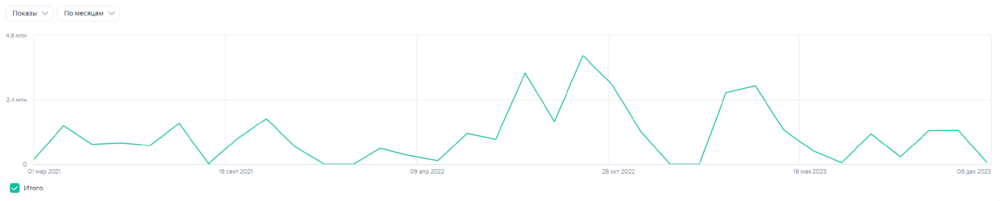 Показы По месяцам
4.8 млн
2.4 млн
0
01 мар 2021 19 сент 2021 09 апр 2022 28 окт 2022 18 мая 2023 06 дек 2023
Итого